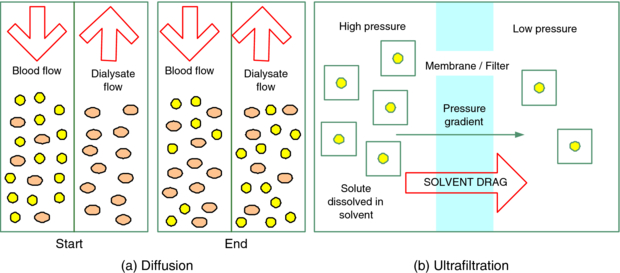 Blood flow
Dialysate
flow
Blood flow
Dialysate
flow
Start
End
(a) Diffusion
High pressure
Low pressure
Membrane / Filter
Pressure
gradient
SOLVENT DRAG
Solute
dissolved in
solvent
(b) Ultrafiltration